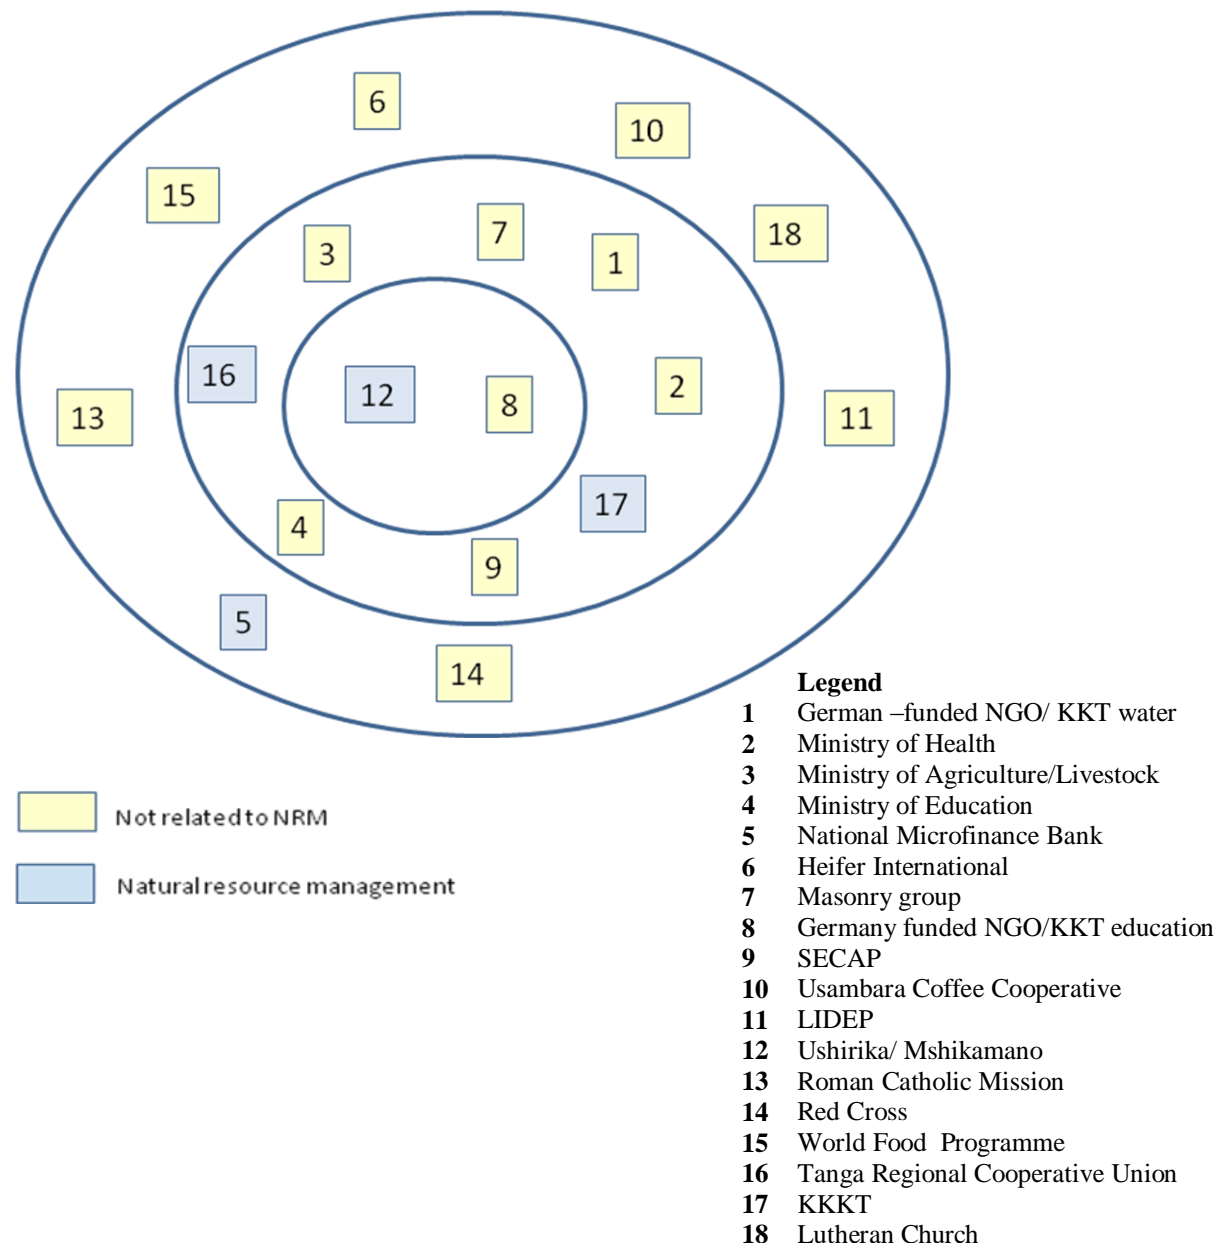 6
10
15
18
7
3
1
16
12
8
2
13
11
17
4
9
5
14
Legend
1 German –funded NGO/ KKT water
2 Ministry of Health
3 Ministry of Agriculture/Livestock
4 Ministry of Education
5 National Microfinance Bank
6 Heifer International
7 Masonry group
8 Germany funded NGO/KKT education
9 SECAP
10 Usambara Coffee Cooperative
11 LIDEP
12 Ushirika/ Mshikamano
13 Roman Catholic Mission
14 Red Cross
15 World Food Programme
16 Tanga Regional Cooperative Union
17 KKKT
18 Lutheran Church
Not related to NRM
Natural resource management